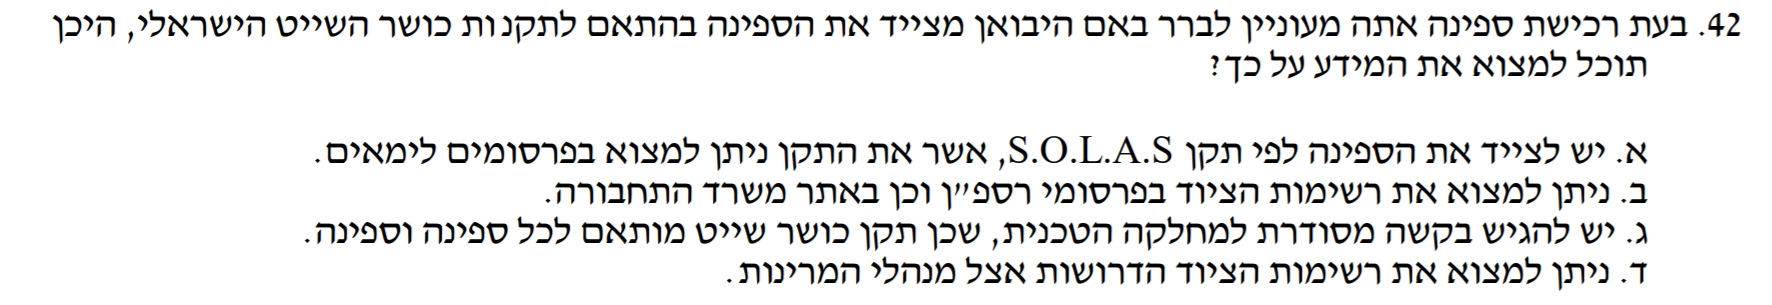 42. בעת רכישת ספינה אתה מעוניין לברר באם היבואן מצייד את הספינה בהתאם לתקנות כושר השייט הישראלי, היכן
תוכל למצוא את המידע על כך?
א. יש לצייד את הספינה לפי תקן S.O.L.A.S, אשר את התקן ניתן למצוא בפרסומים לימאים.
ב. ניתן למצוא את רשימות הציוד בפרסומי רספ״ן וכן באתר משרד התחבורה.
ג. יש להגיש בקשה מסודרת למחלקה הטכנית, שכן תקן כושר שייט מותאם לכל ספינה וספינה.
ד. ניתן למצוא את רשימות הציוד הדרושות אצל מנהלי המרינות.